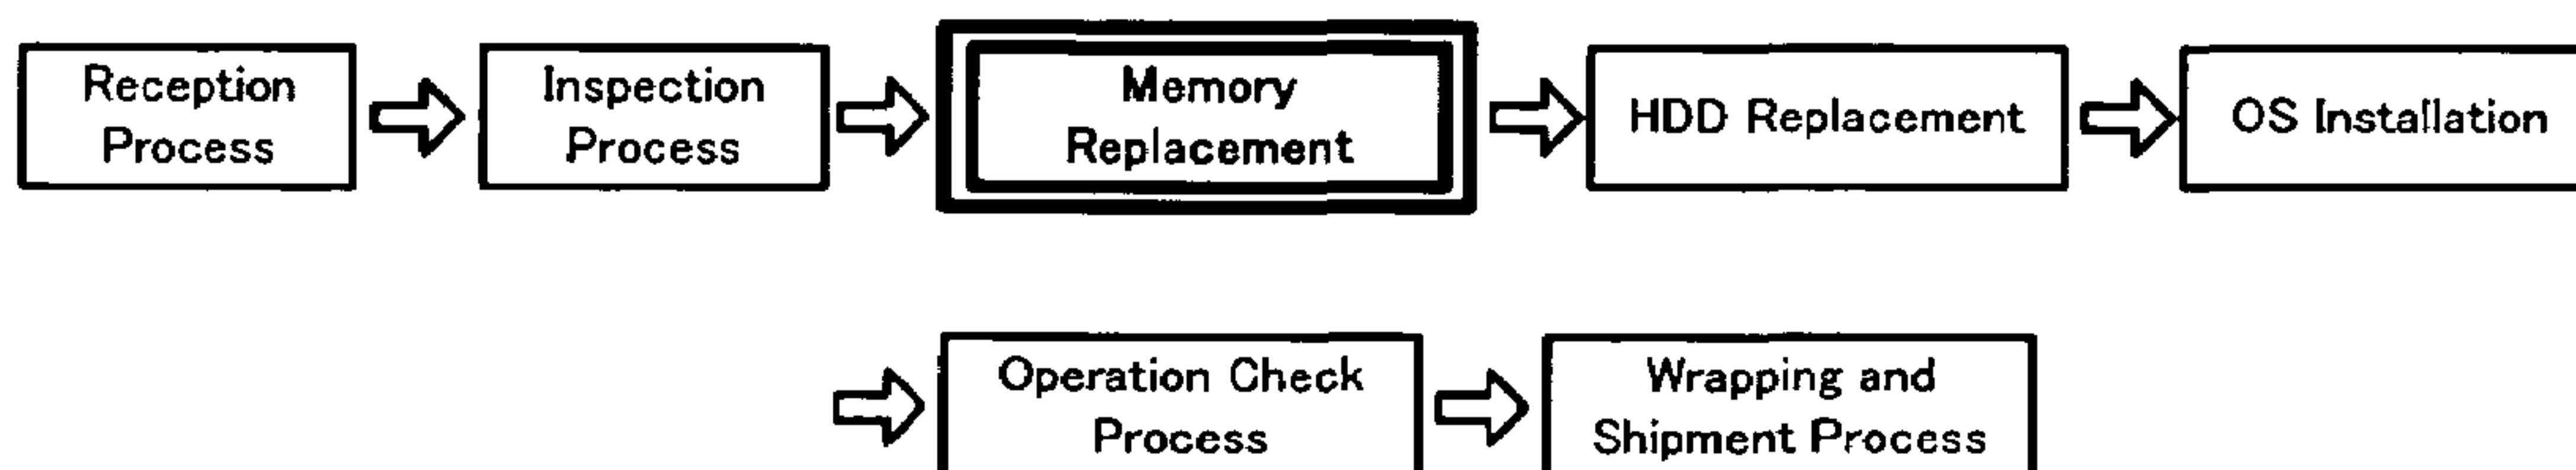 Reception
Process
Inspection
Process
Memory
Replacement
HDD Replacement
OS Installation
Operation Check
Process
Wrapping and
Shipment Process